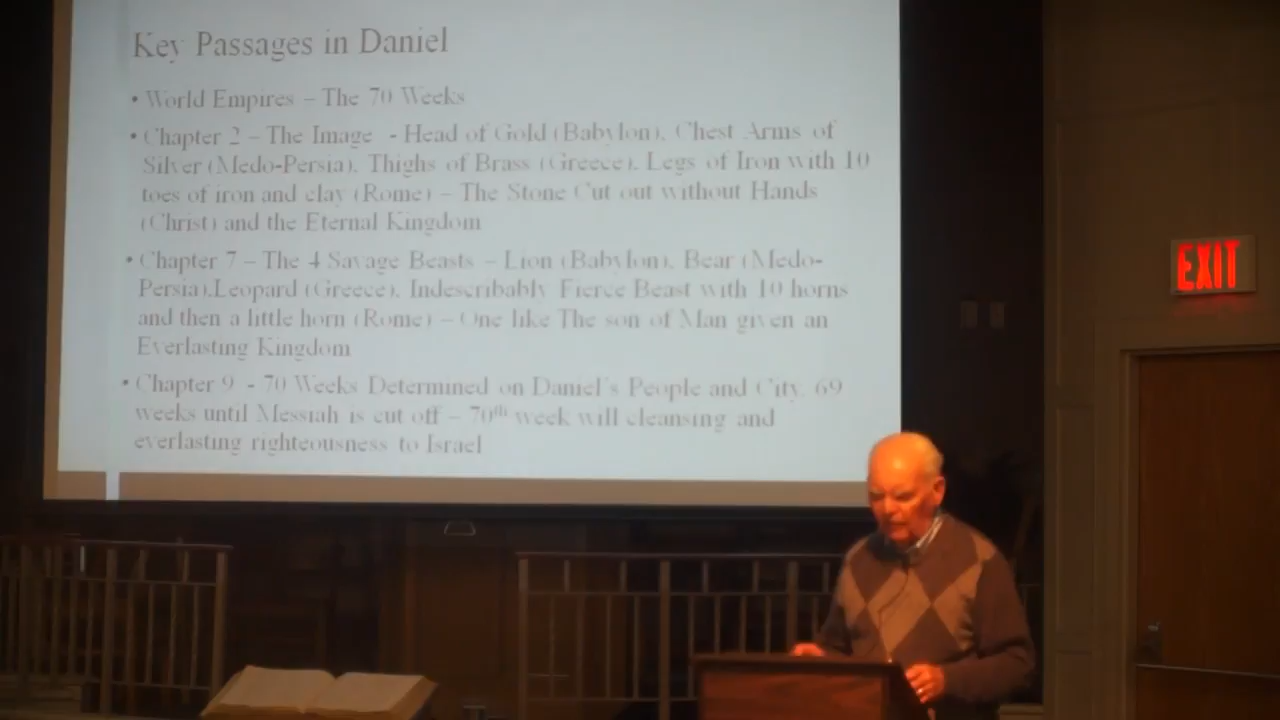 Key Passages in Daniel
• World Empires – The 70 Weeks
• Chapter 2 – The Image - Head of Gold (Babylon), Chest Arms of
Silver (Medo-Persia), Thighs of Brass (Greece), Legs of Iron with 10
toes of iron and clay (Rome) – The Stone Cut out without Hands
(Christ) and the Eternal Kingdom
• Chapter 7 – The 4 Savage Beasts – Lion (Babylon), Bear (Medo-
Persia),Leopard (Greece), Indescribably Fierce Beast with 10 horns
and then a little horn (Rome) – One like The son of Man given an
Everlasting Kingdom
• Chapter 9 - 70 Weeks Determined on Daniel's People and City, 69
weeks until Messiah is cut off – 70th week will cleansing and
everlasting righteousness to Israel
EXIT